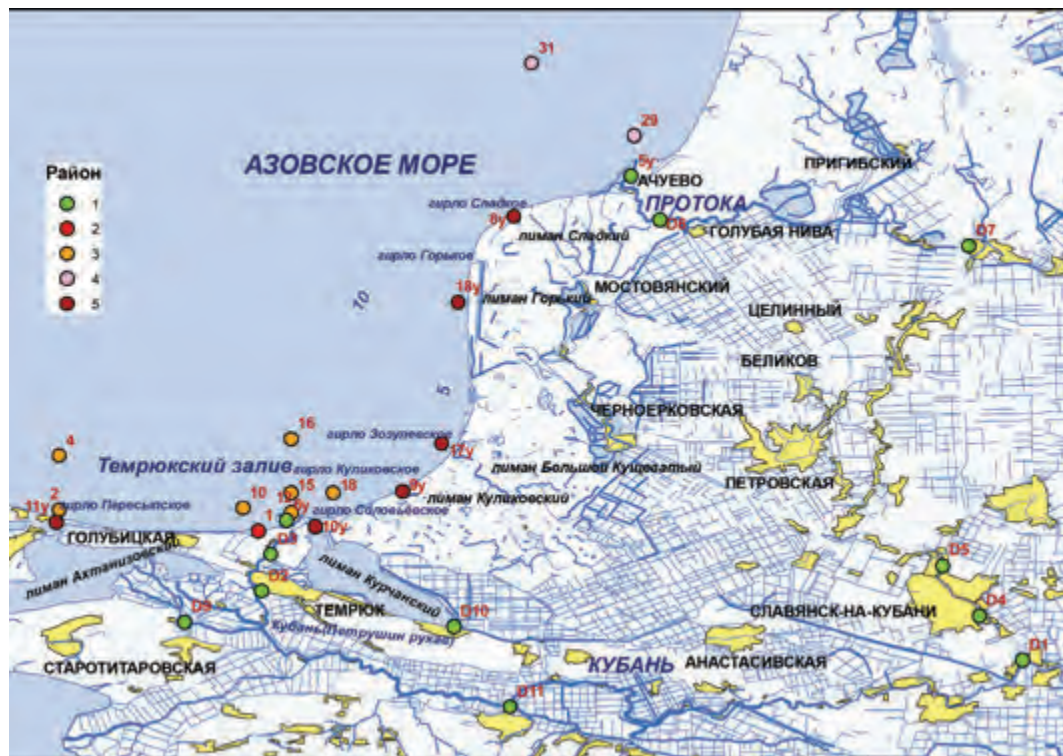 31
29
5у
ПРИГИБСКИЙ
АЗОВСКОЕ МОРЕ
АЧУЕВО
Район
1
2
3
4
5
гирло Сладкое
ПРОТОКА
8у
D6
ГОЛУБАЯ НИВА
лиман Сладкий
D7
гирло Горькое
МОСТОВЯНСКИЙ
10
18у
лиман Горький
ЦЕЛИННЫЙ
БЕЛИКОВ
5
ЧЕРНОЕРКОВСКАЯ
16
гирло Зозулиевское
17у
4
Темрюкский залив
гирло Куликовское
лиман Большой Кущеватый
ПЕТРОВСКАЯ
15
18
9у
лиман Куликовский
2
11у
гирло Пересыпское
10
12
гирло Соловьёвское
1
10у
ГОЛУБИЦКАЯ
лиман Ахтанизовский
лиман Курчанский
D2
D5
D9
ТЕМРЮК
D10
СЛАВЯНСК-НА-КУБАНИ
D4
Кубань(Петрушин рукав)
СТАРОТИТАРОВСКАЯ
КУБАНЬ
АНАСТАСИВСКАЯ
D1
D11